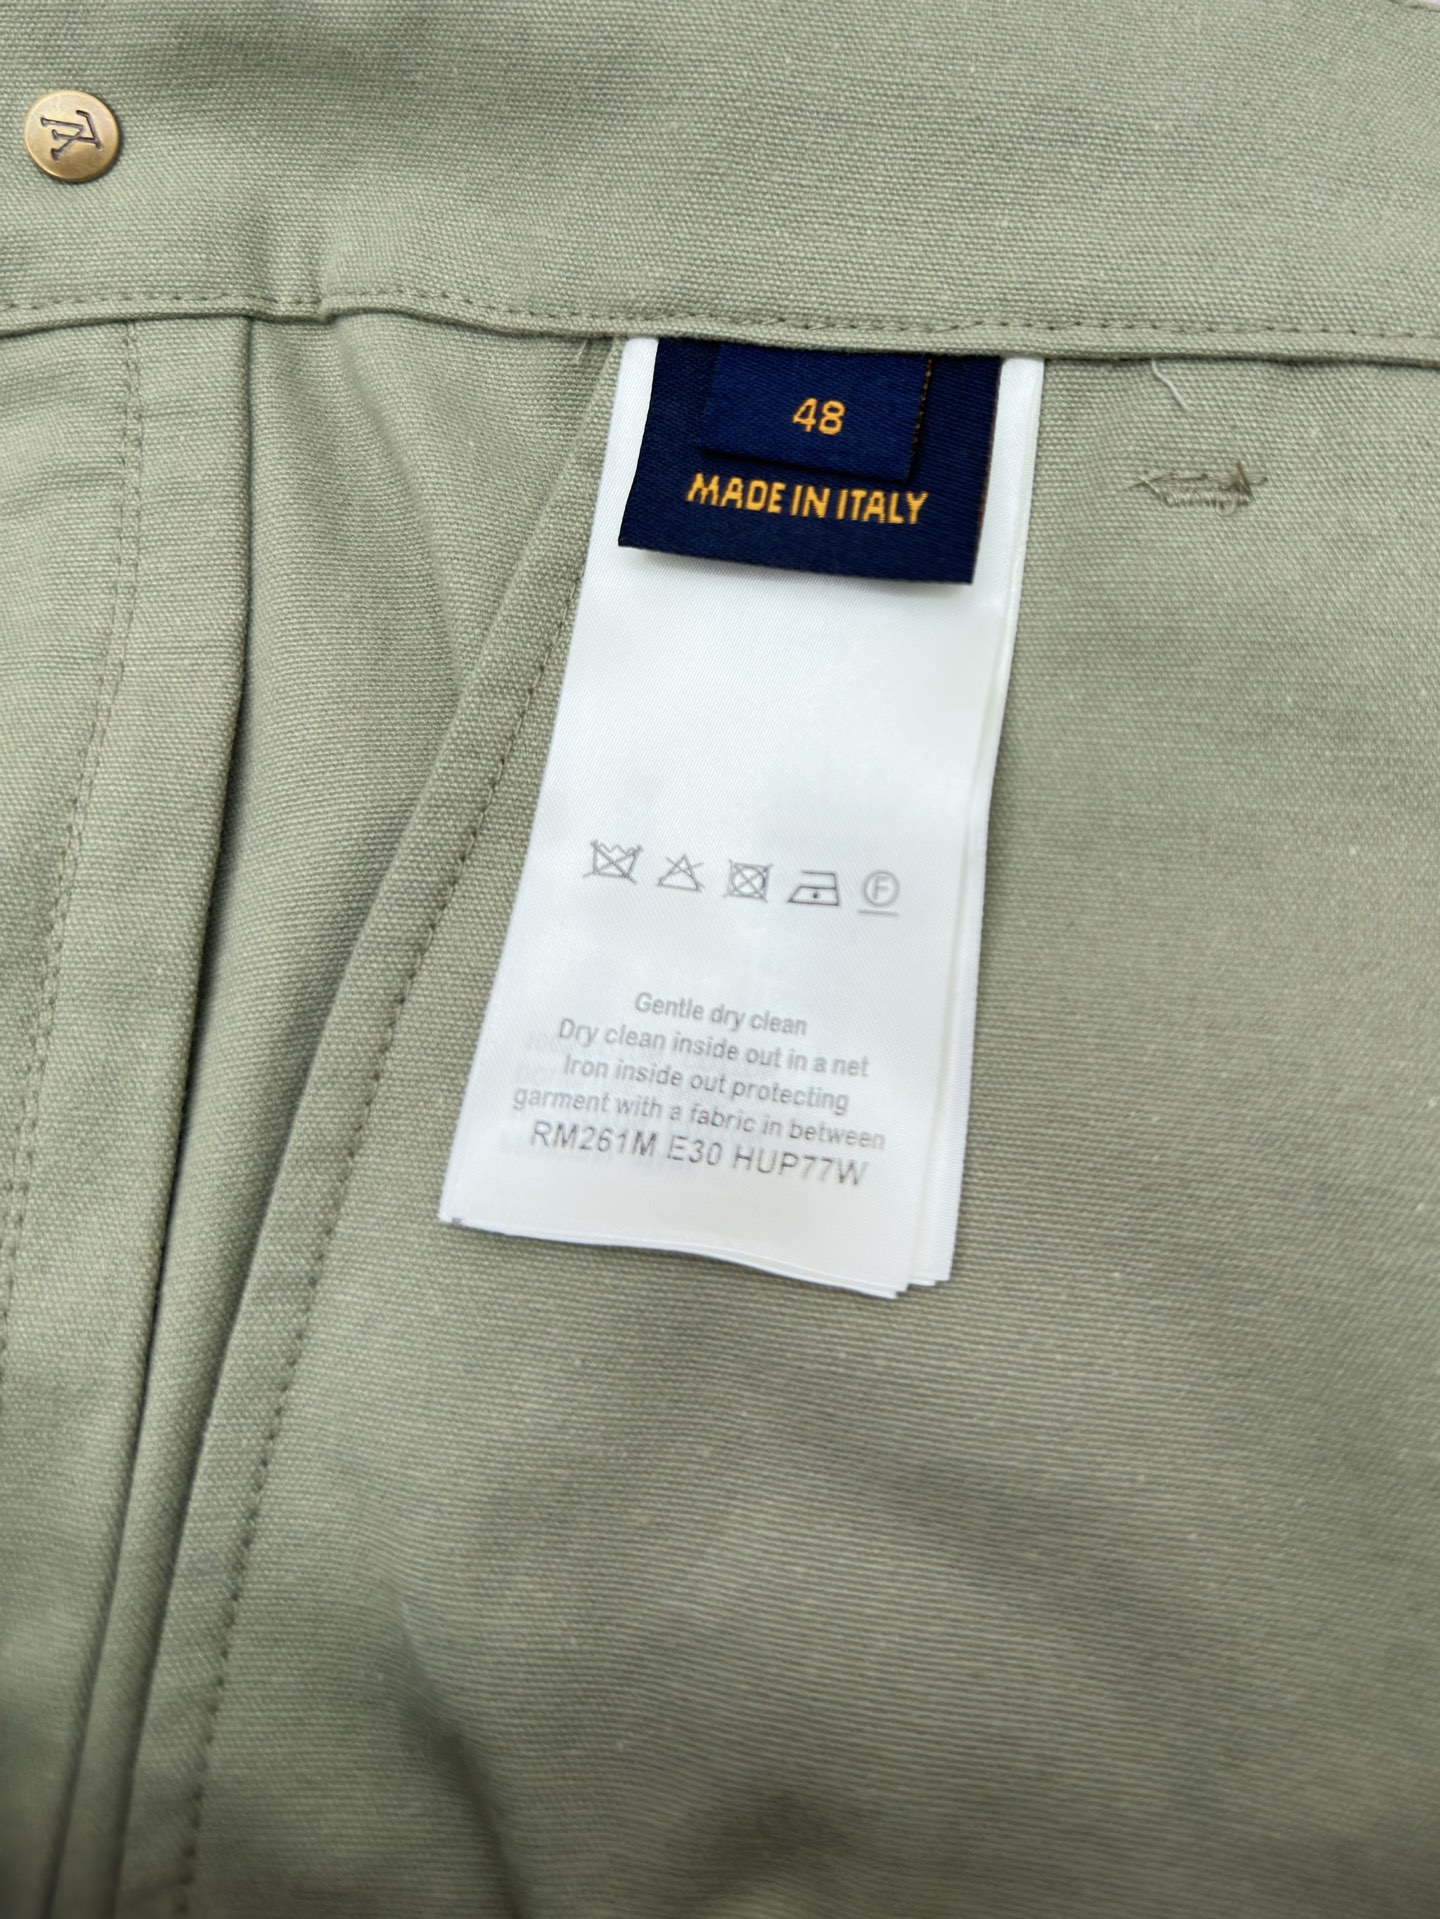 LV
48
MADE IN ITALY
F
Gentle dry clean
Dry clean inside out in a net
Iron inside out protecting
garment with a fabric in between
RM261M E30 HUP77W